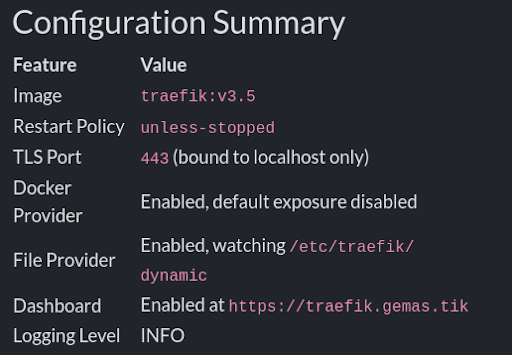 Configuration Summary
Feature Value
Image traefik:v3.5
Restart Policy unless-stopped
TLS Port 443 (bound to localhost only)
Docker
Provider Enabled, default exposure disabled
File Provider Enabled, watching /etc/traefik/
dynamic
Dashboard Enabled at https://traefik.gemas.tik
Logging Level INFO